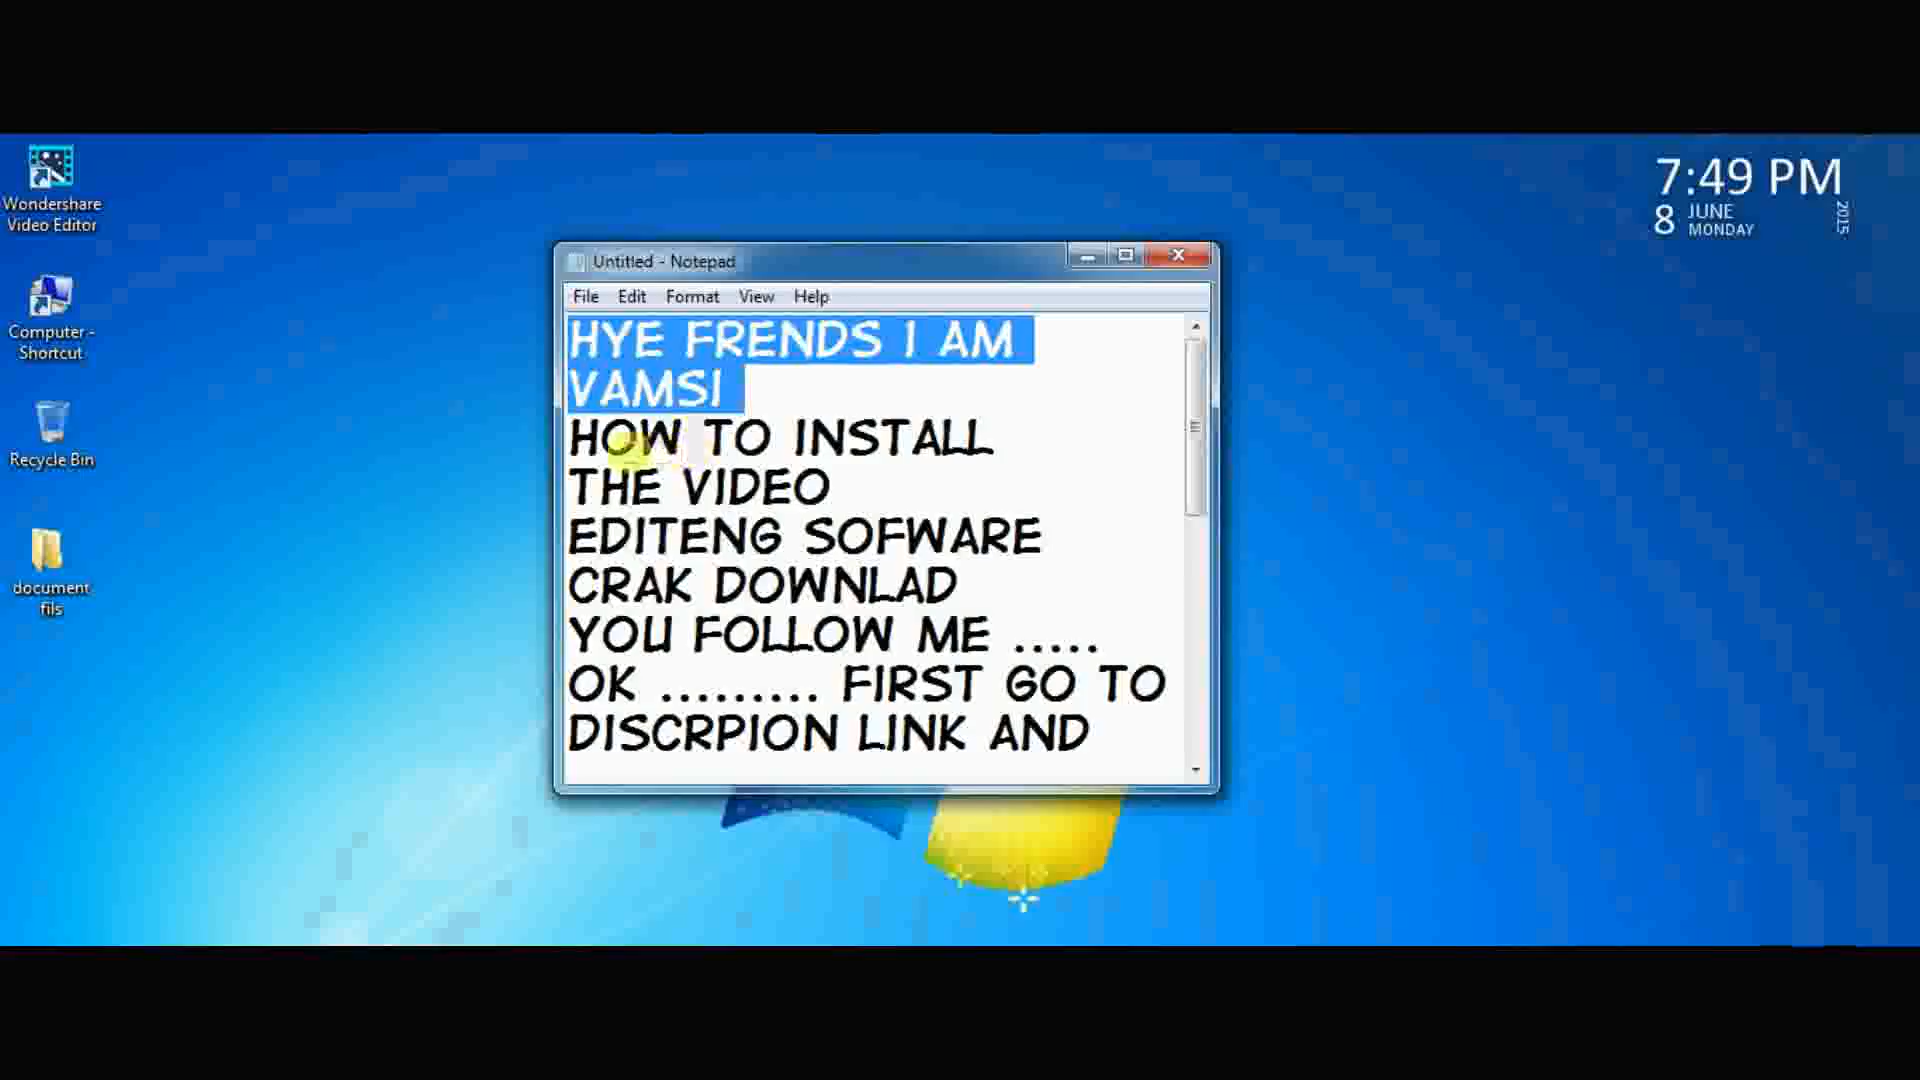 Wondershare
Video Editor
Computer -
Shortcut
Recycle Bin
document
fils
7:49 PM
8 JUNE
MONDAY
2015
Untitled - Notepad
File Edit Format View Help
HYE FRENDS I AM
VAMSI
HOW TO INSTALL
THE VIDEO
EDITENG SOFWARE
CRAK DOWNLAD
YOU FOLLOW ME .....
OK ......... FIRST GO TO
DISCRPION LINK AND